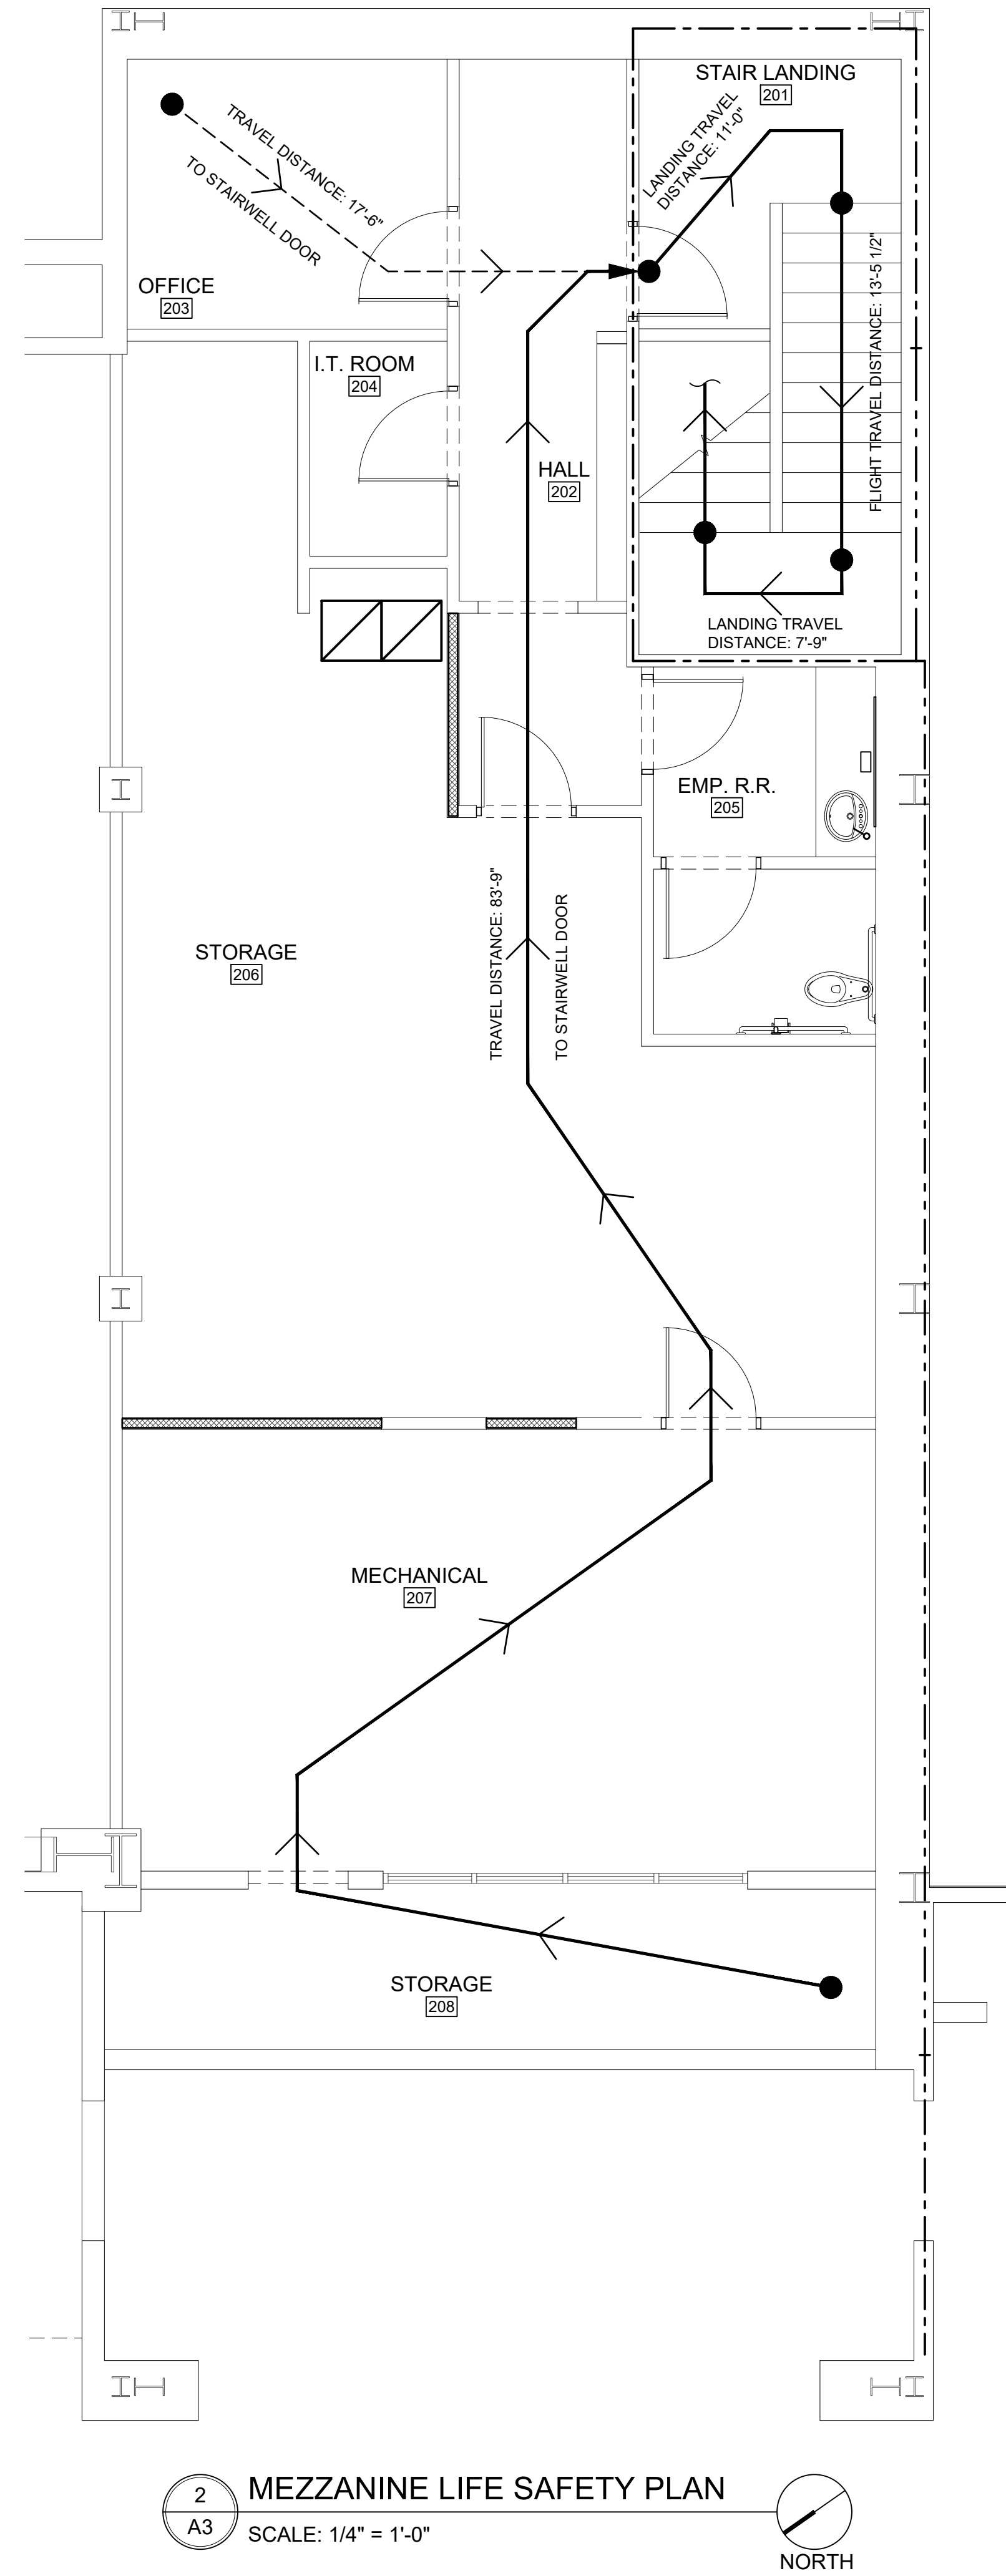 STAIR LANDING
201
LANDING TRAVEL
DISTANCE: 11'-0"
TRAVEL DISTANCE: 17'-6"
TO STAIRWELL DOOR
OFFICE
203
FLIGHT TRAVEL DISTANCE: 13'-5 1/2"
I.T. ROOM
204
HALL
202
LANDING TRAVEL
DISTANCE: 7'-9"
EMP. R.R.
205
TRAVEL DISTANCE: 83'-9"
TO STAIRWELL DOOR
STORAGE
206
MECHANICAL
207
STORAGE
208
2
A3
MEZZANINE LIFE SAFETY PLAN
SCALE: 1/4" = 1'-0"
NORTH